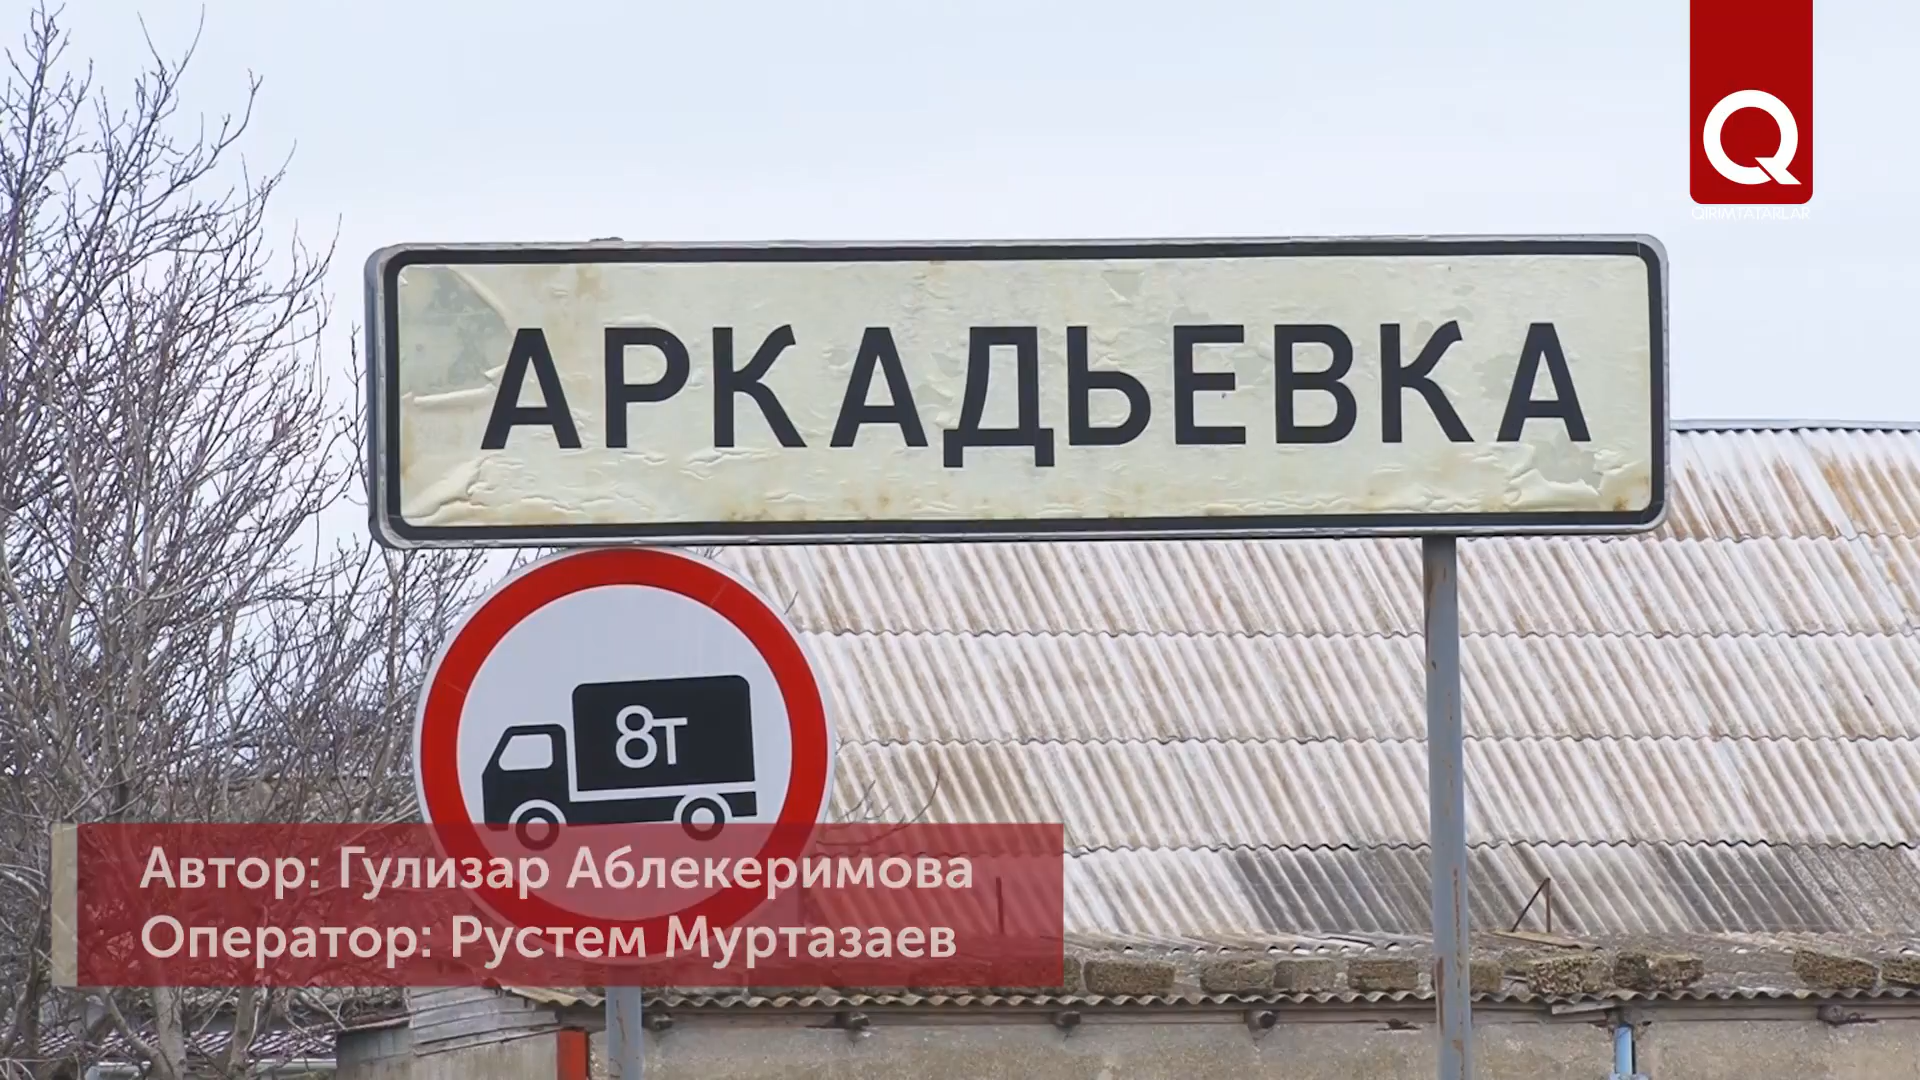 Q
QIRIMTATARLAR
АРКАДЬЕВКА
8т
Автор: Гулизар Аблекеримова
Оператор: Рустем Муртазаев